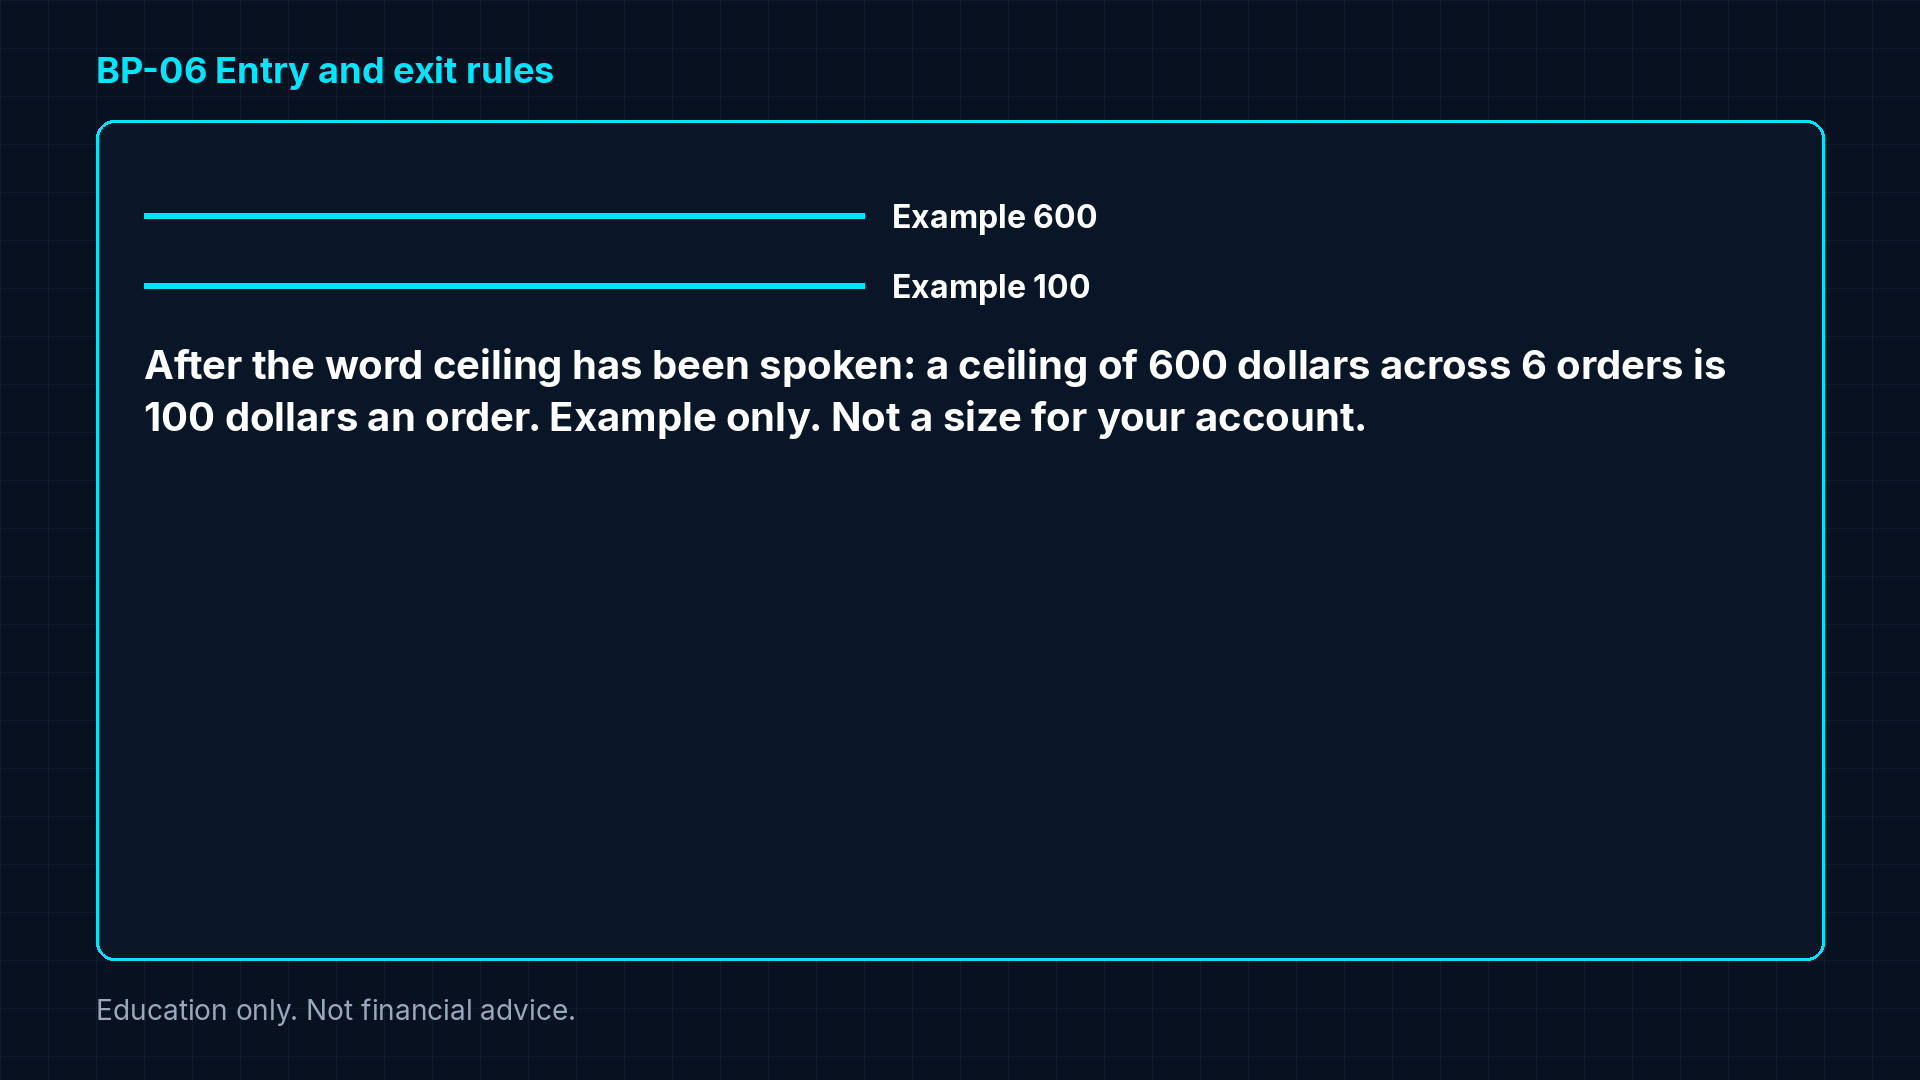 BP-06 Entry and exit rules
Example 600
Example 100
After the word ceiling has been spoken: a ceiling of 600 dollars across 6 orders is
100 dollars an order. Example only. Not a size for your account.
Education only. Not financial advice.